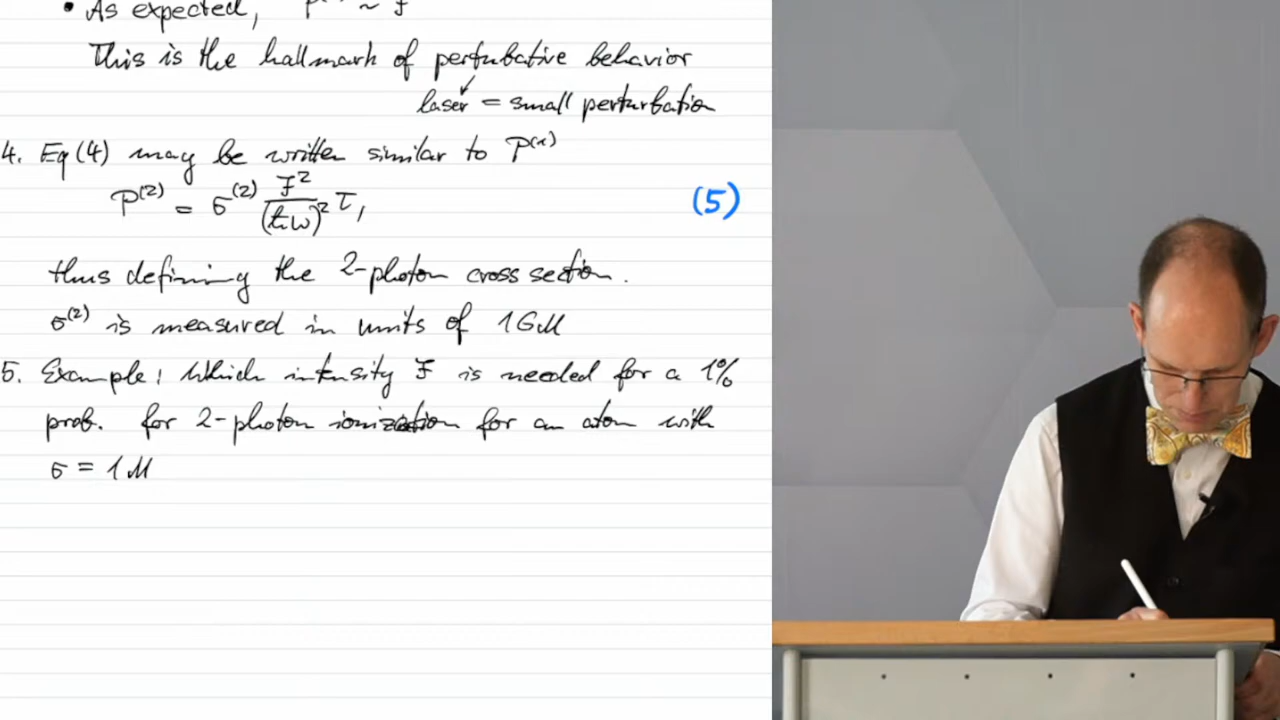 • As expected, P ~ F
This is the hallmark of perturbative behavior
laser = small perturbation
4. Eq (4) may be written similar to P⁽ˣ⁾
P⁽²⁾ = σ⁽²⁾ F²/(ħω)² τ,
(5)
thus defining the 2-photon cross section.
σ⁽²⁾ is measured in units of 1 GM
5. Example: Which intensity F is needed for a 1%
prob. for 2-photon ionization for an atom with
σ = 1 M